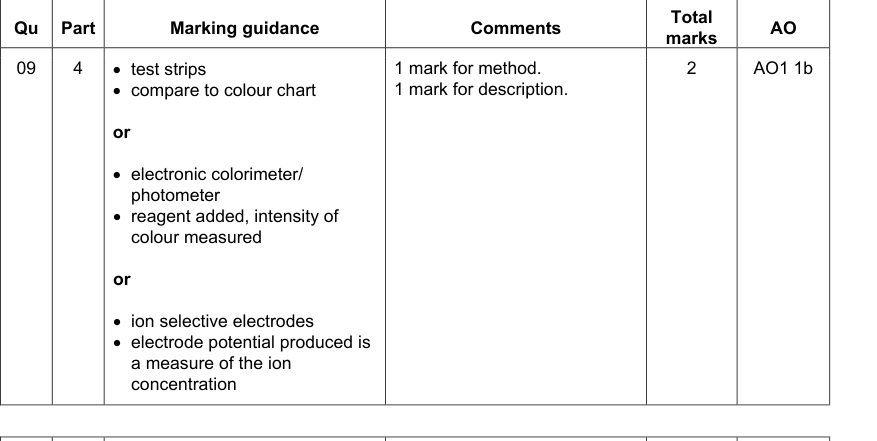 Qu Part Marking guidance Comments Total marks AO
09 4 • test strips 1 mark for method. 2 AO1 1b
• compare to colour chart 1 mark for description.
or
• electronic colorimeter/
photometer
• reagent added, intensity of
colour measured
or
• ion selective electrodes
• electrode potential produced is
a measure of the ion
concentration